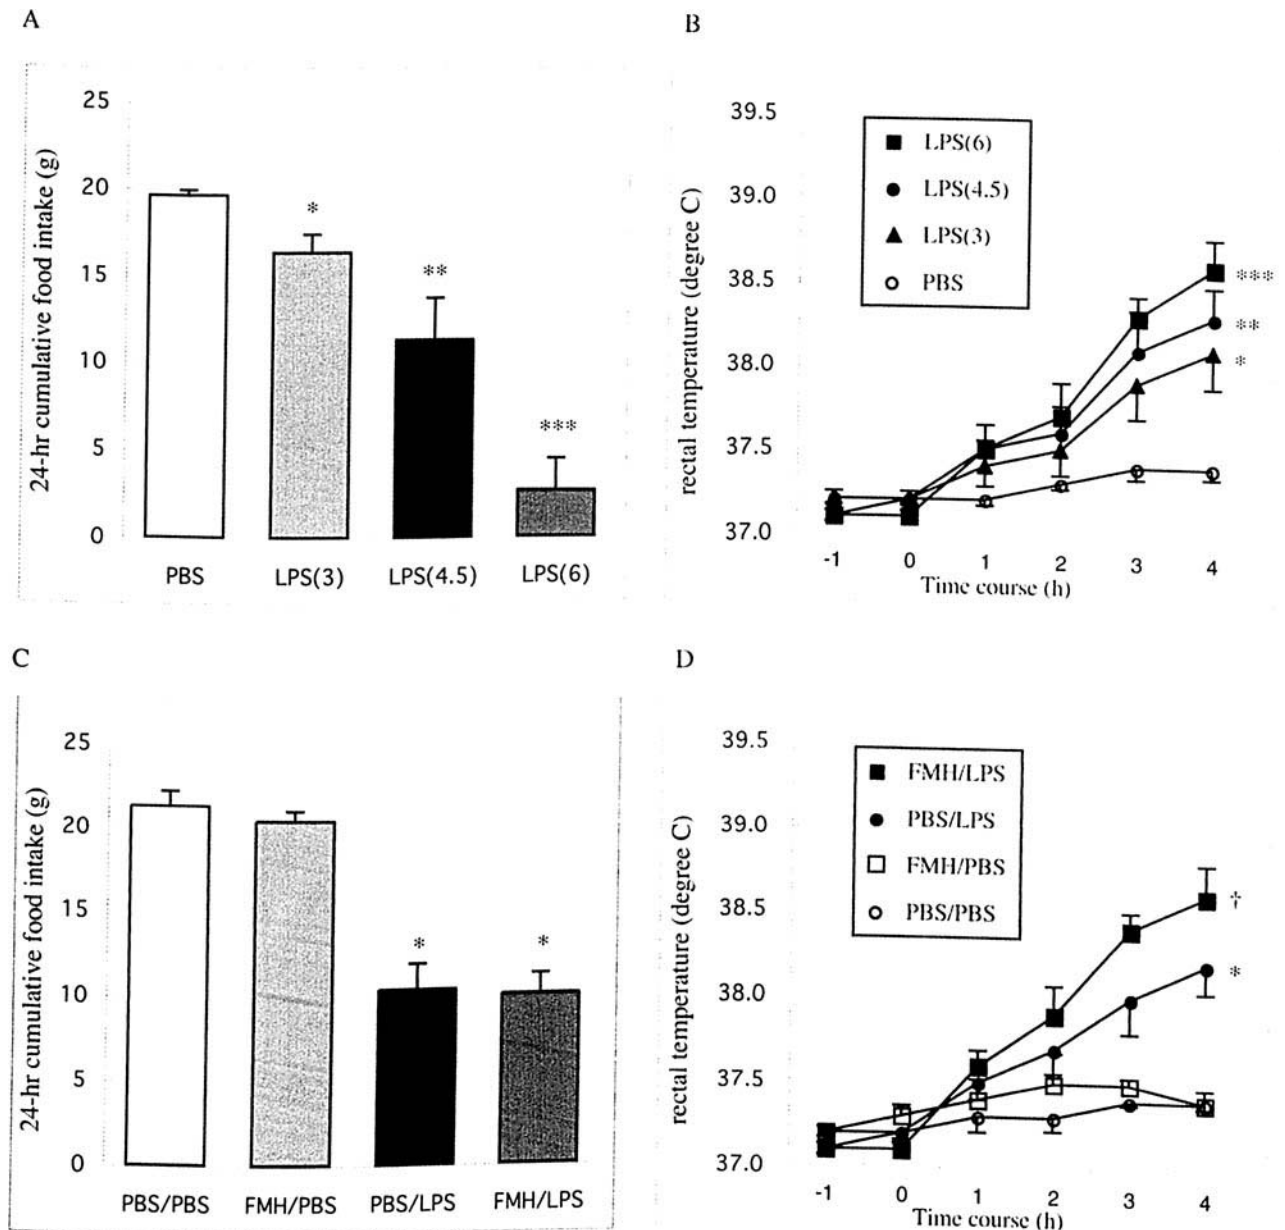 A
24-hr cumulative food intake (g)
25
20
15
10
5
0
*
**
***
PBS
LPS(3)
LPS(4.5)
LPS(6)
B
rectal temperature (degree C)
39.5
39.0
38.5
38.0
37.5
37.0
LPS(6)
LPS(4.5)
LPS(3)
PBS
***
**
*
-1 0 1 2 3 4
Time course (h)
C
24-hr cumulative food intake (g)
25
20
15
10
5
0
*
*
PBS/PBS
FMH/PBS
PBS/LPS
FMH/LPS
D
rectal temperature (degree C)
39.5
39.0
38.5
38.0
37.5
37.0
FMH/LPS
PBS/LPS
FMH/PBS
PBS/PBS
†
*
-1 0 1 2 3 4
Time course (h)